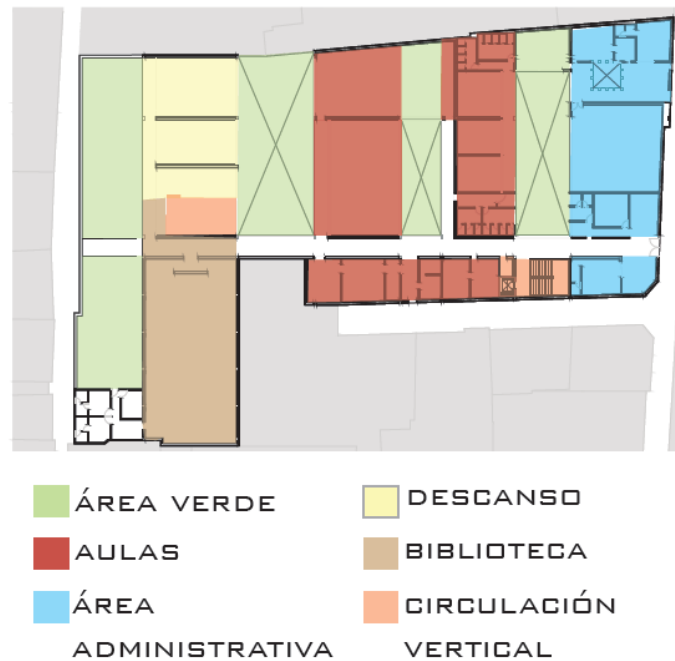 ÁREA VERDE
DESCANSO
AULAS
BIBLIOTECA
ÁREA
ADMINISTRATIVA
CIRCULACIÓN
VERTICAL